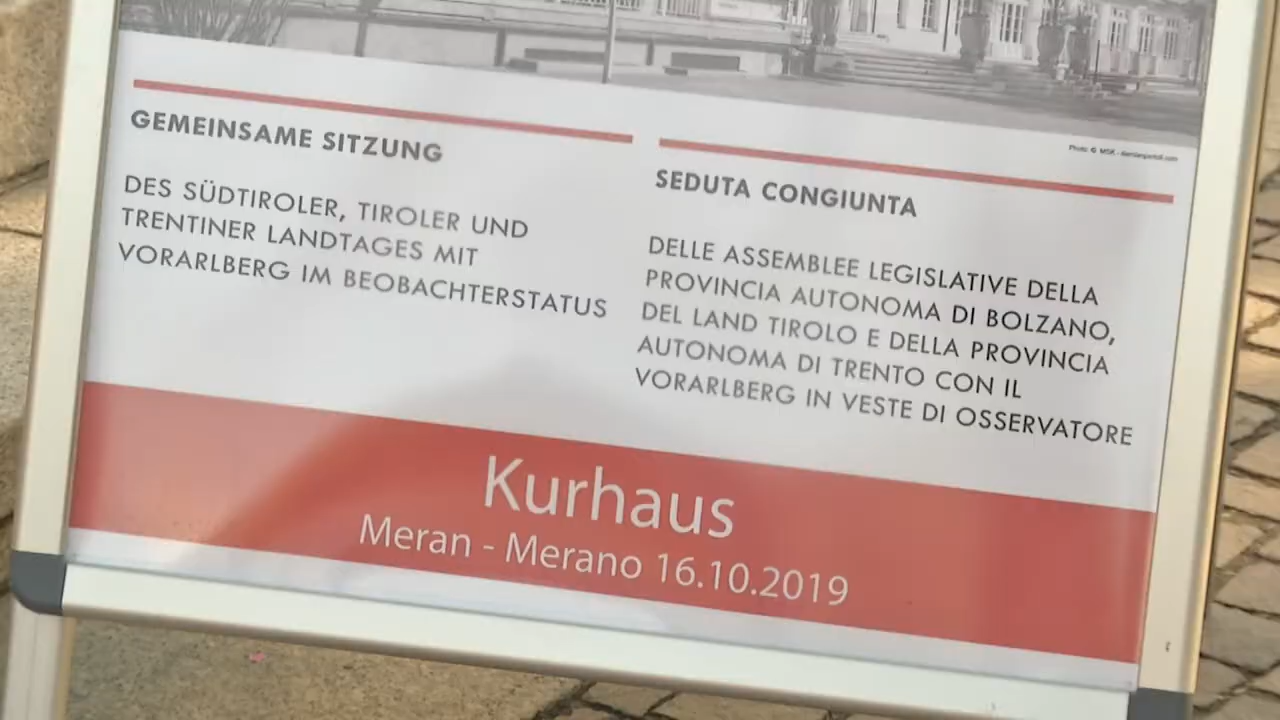 GEMEINSAME SITZUNG
DES SÜDTIROLER, TIROLER UND
TRENTINER LANDTAGES MIT
VORARLBERG IM BEOBACHTERSTATUS
SEDUTA CONGIUNTA
DELLE ASSEMBLEE LEGISLATIVE DELLA
PROVINCIA AUTONOMA DI BOLZANO,
DEL LAND TIROLO E DELLA PROVINCIA
AUTONOMA DI TRENTO CON IL
VORARLBERG IN VESTE DI OSSERVATORE
Kurhaus
Meran - Merano 16.10.2019